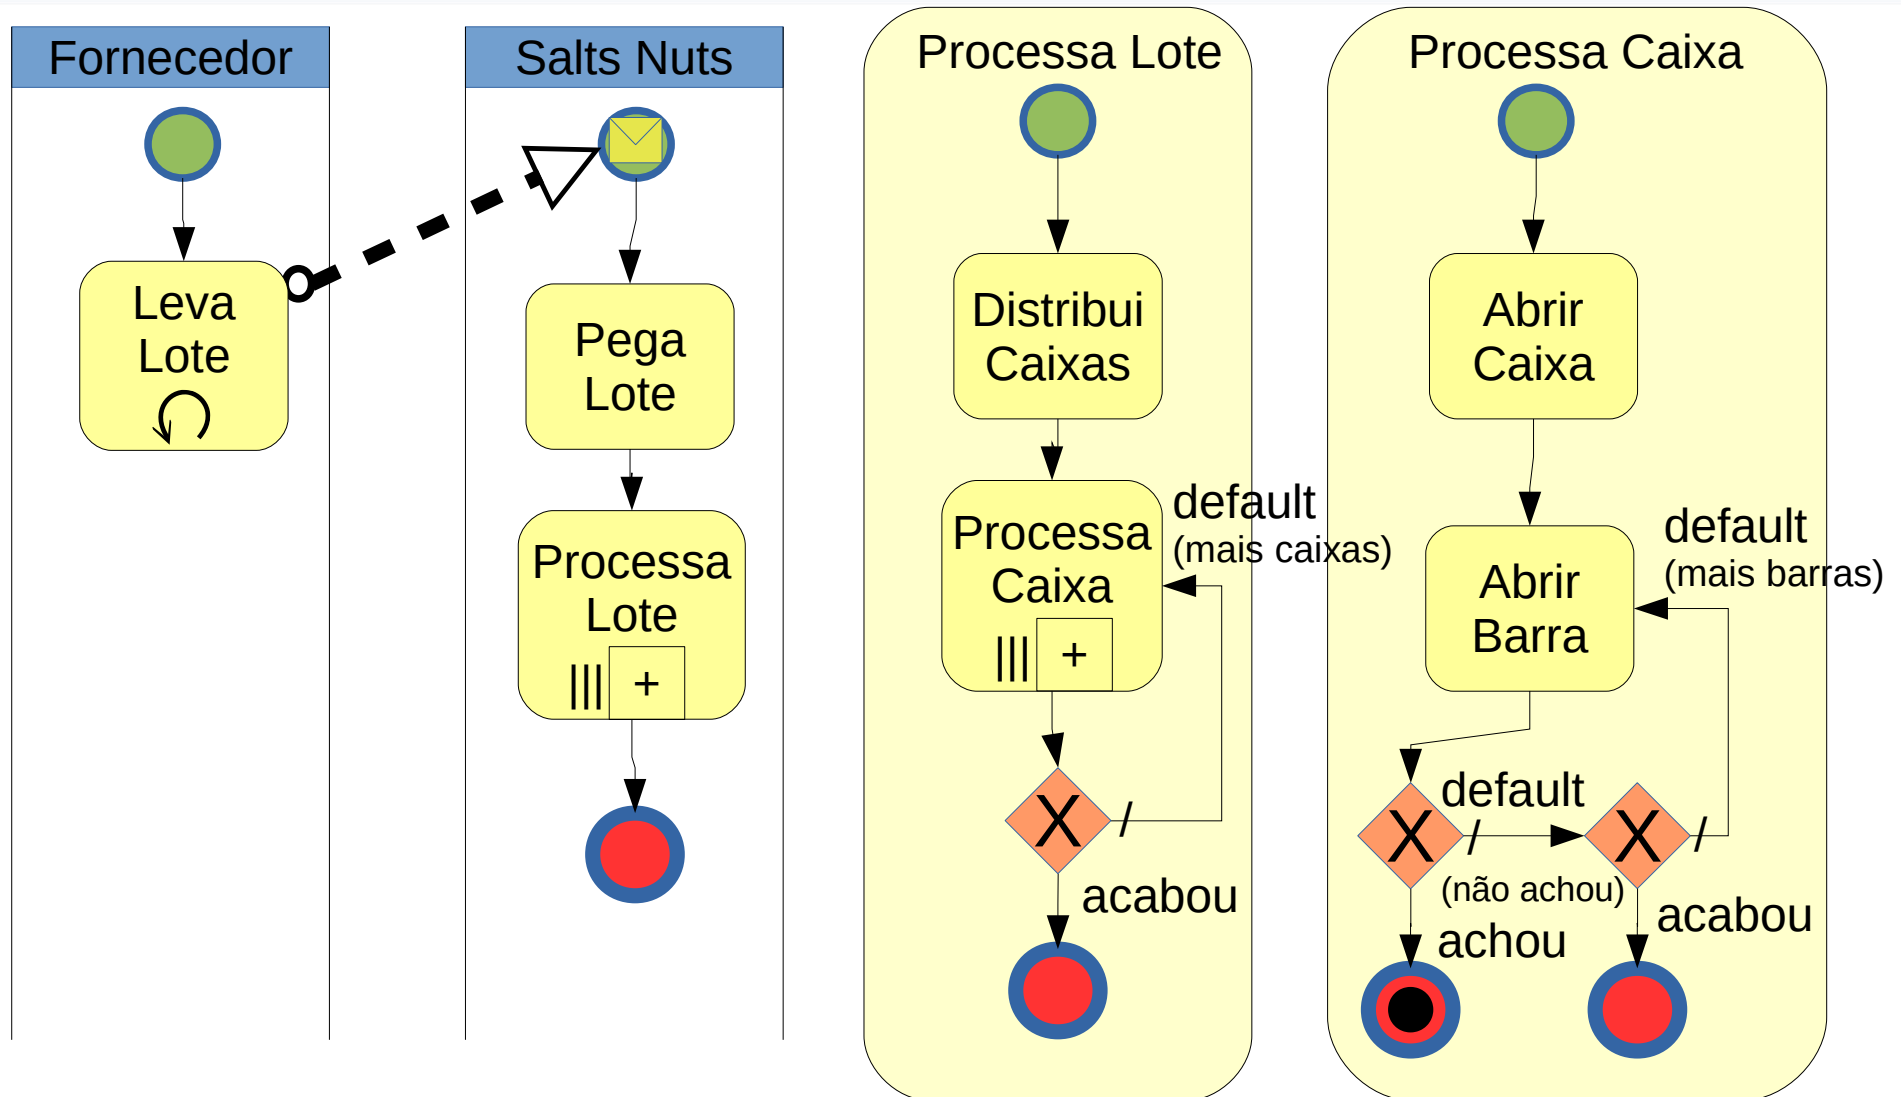 Fornecedor
Leva
Lote
Salts Nuts
Pega
Lote
Processa
Lote
||| +
Processa Lote
Distribui
Caixas
Processa
Caixa
||| +
default
(mais caixas)
X /
acabou
Processa Caixa
Abrir
Caixa
Abrir
Barra
default
(mais barras)
X /
default
(não achou)
achou
X /
acabou